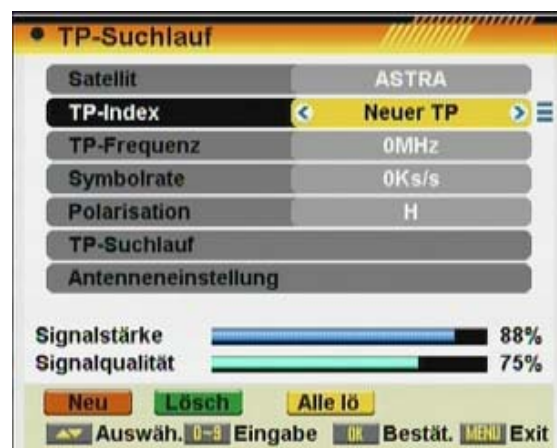 TP-Suchlauf
Satellit ASTRA
TP-Index Neuer TP
TP-Frequenz 0MHz
Symbolrate 0Ks/s
Polarisation H
TP-Suchlauf
Antenneneinstellung
Signalstärke 88%
Signalqualität 75%
Neu Lösch Alle lö
Auswäh. 0-9 Eingabe OK Bestät. MENU Exit